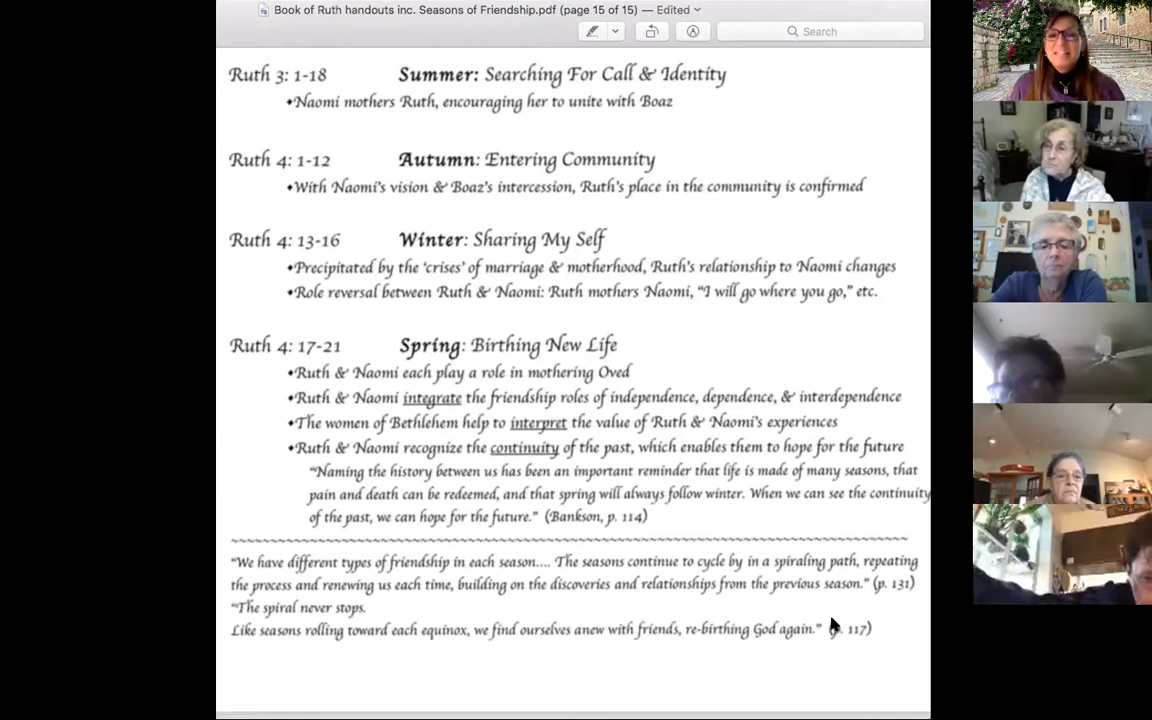 Book of Ruth handouts inc. Seasons of Friendship.pdf (page 15 of 15) — Edited
Search
Ruth 3: 1-18 Summer: Searching For Call & Identity
•Naomi mothers Ruth, encouraging her to unite with Boaz
Ruth 4: 1-12 Autumn: Entering Community
•With Naomi's vision & Boaz's intercession, Ruth's place in the community is confirmed
Ruth 4: 13-16 Winter: Sharing My Self
•Precipitated by the 'crises' of marriage & motherhood, Ruth's relationship to Naomi changes
•Role reversal between Ruth & Naomi: Ruth mothers Naomi, "I will go where you go," etc.
Ruth 4: 17-21 Spring: Birthing New Life
•Ruth & Naomi each play a role in mothering Oved
•Ruth & Naomi integrate the friendship roles of independence, dependence, & interdependence
•The women of Bethlehem help to interpret the value of Ruth & Naomi's experiences
•Ruth & Naomi recognize the continuity of the past, which enables them to hope for the future
"Naming the history between us has been an important reminder that life is made of many seasons, that
pain and death can be redeemed, and that spring will always follow winter. When we can see the continuity
of the past, we can hope for the future." (Bankson, p. 114)
~~~~~~~~~~~~~~~~~~~~~~~~~~~~~~~~~~~~~~~~
"We have different types of friendship in each season.... The seasons continue to cycle by in a spiraling path, repeating
the process and renewing us each time, building on the discoveries and relationships from the previous season." (p. 131)
"The spiral never stops.
Like seasons rolling toward each equinox, we find ourselves anew with friends, re-birthing God again." (p. 117)